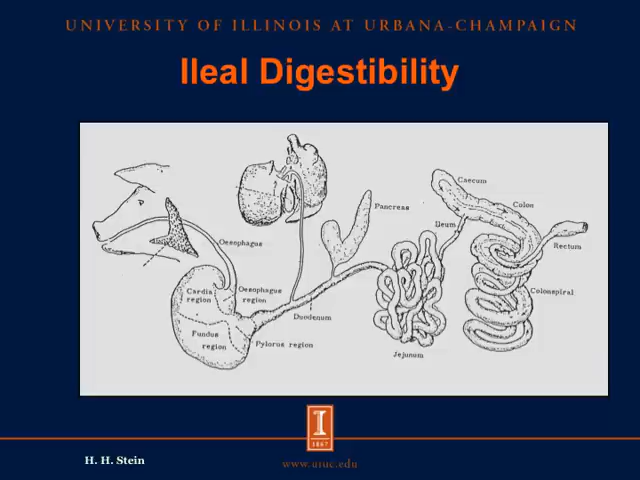 UNIVERSITY OF ILLINOIS AT URBANA-CHAMPAIGN
Ileal Digestibility
Caecum
Pancreas
Colon
Ileum
Oesophagus
Rectum
Cardia
region
Oesophagus
region
Colonspiral
Duodenum
Fundus
region
Pylorus region
Jejunum
I
1867
H. H. Stein
www.uiuc.edu